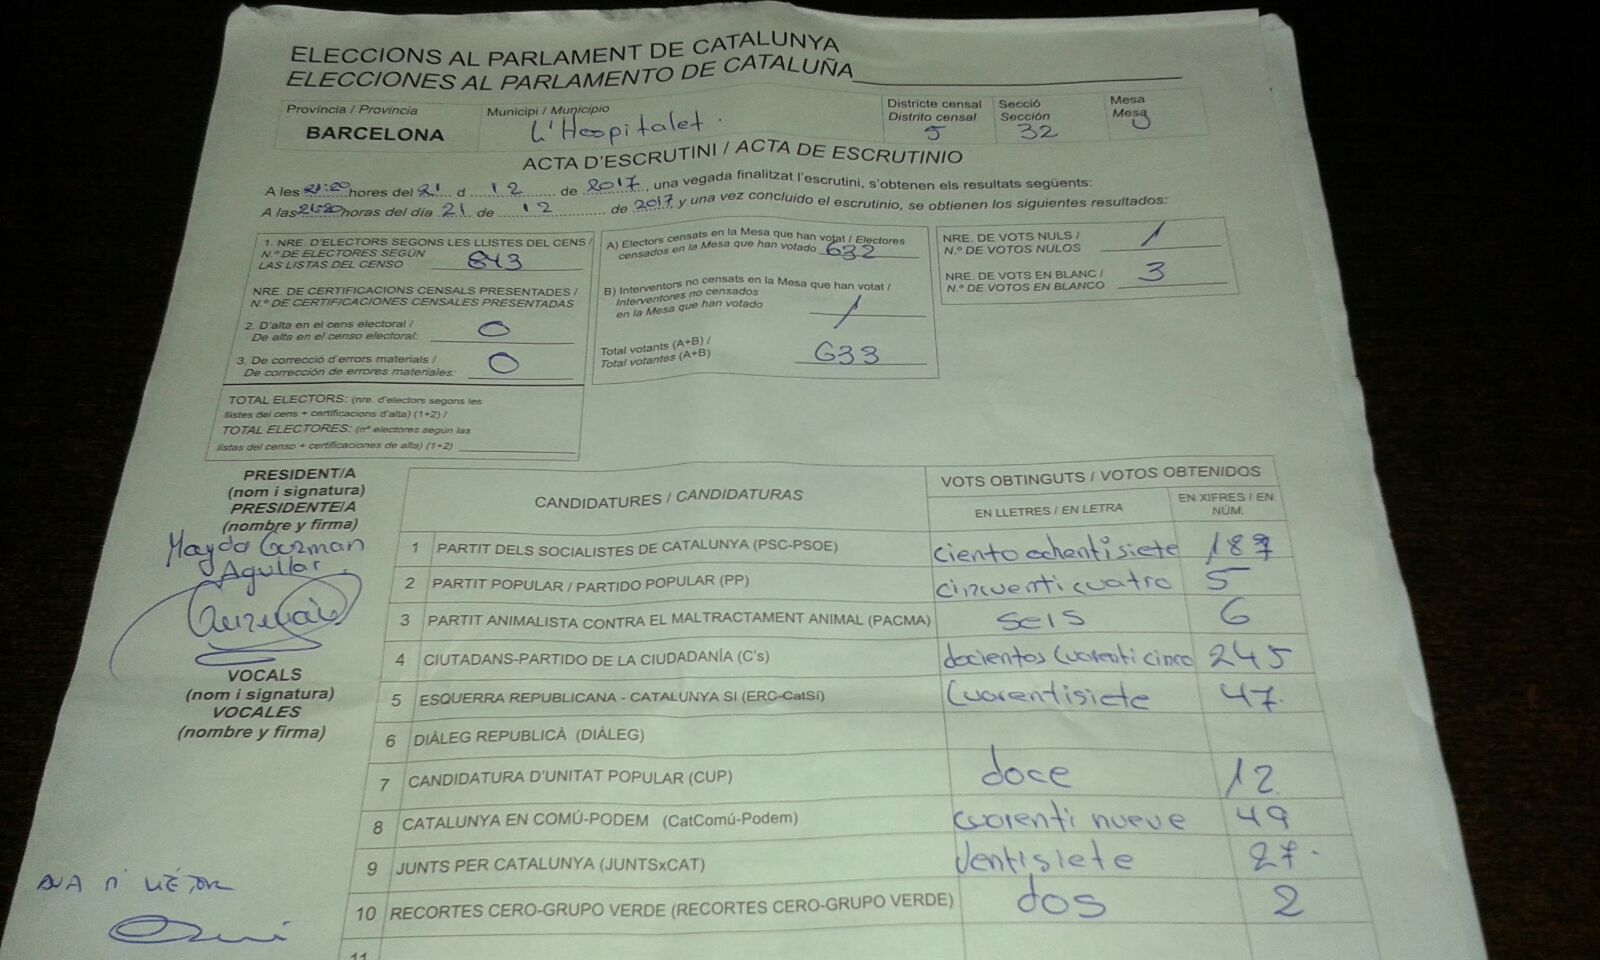 ELECCIONS AL PARLAMENT DE CATALUNYA
ELECCIONES AL PARLAMENTO DE CATALUÑA
Província / Provincia
BARCELONA
Municipi / Municipio
L'Hospitalet.
Districte censal
Distrito censal
5
Secció
Sección
32
Mesa
Mesa
U
ACTA D'ESCRUTINI / ACTA DE ESCRUTINIO
A les 21:20 hores del 21 d 12 de 2017, una vegada finalitzat l'escrutini, s'obtenen els resultats següents:
A las 21:20 horas del día 21 de 12 de 2017 y una vez concluido el escrutinio, se obtienen los siguientes resultados:
1. NRE. D'ELECTORS SEGONS LES LLISTES DEL CENS /
N.º DE ELECTORES SEGÚN
LAS LISTAS DEL CENSO 843
NRE. DE CERTIFICACIONS CENSALS PRESENTADES /
N.º DE CERTIFICACIONES CENSALES PRESENTADAS
2. D'alta en el cens electoral /
De alta en el censo electoral: 0
3. De correcció d'errors materials /
De corrección de errores materiales: 0
TOTAL ELECTORS: (nre. d'electors segons les
llistes del cens + certificacions d'alta) (1+2) /
TOTAL ELECTORES: (nº electores según las
listas del censo + certificaciones de alta) (1+2)
A) Electors censats en la Mesa que han votat / Electores
censados en la Mesa que han votado 632
B) Interventors no censats en la Mesa que han votat /
Interventores no censados
en la Mesa que han votado 1
Total votants (A+B) /
Total votantes (A+B) 633
NRE. DE VOTS NULS /
N.º DE VOTOS NULOS 1
NRE. DE VOTS EN BLANC /
N.º DE VOTOS EN BLANCO 3
PRESIDENT/A
(nom i signatura)
PRESIDENTE/A
(nombre y firma)
Magda Guzman
Aguilar
VOCALS
(nom i signatura)
VOCALES
(nombre y firma)
CANDIDATURES / CANDIDATURAS
VOTS OBTINGUTS / VOTOS OBTENIDOS
EN LLETRES / EN LETRA
EN XIFRES / EN NÚM.
1 PARTIT DELS SOCIALISTES DE CATALUNYA (PSC-PSOE) ciento ochentisiete 187
2 PARTIT POPULAR / PARTIDO POPULAR (PP) cincuenti cuatro 5
3 PARTIT ANIMALISTA CONTRA EL MALTRACTAMENT ANIMAL (PACMA) seis 6
4 CIUTADANS-PARTIDO DE LA CIUDADANÍA (C's) docientos cuarenti cinco 245
5 ESQUERRA REPUBLICANA - CATALUNYA SI (ERC-CatSí) Cuarentisiete 47.
6 DIÀLEG REPUBLICÀ (DIÀLEG)
7 CANDIDATURA D'UNITAT POPULAR (CUP) doce 12.
8 CATALUNYA EN COMÚ-PODEM (CatComú-Podem) cuarenti nueve 49
9 JUNTS PER CATALUNYA (JUNTSxCAT) Ventisiete 27.
10 RECORTES CERO-GRUPO VERDE (RECORTES CERO-GRUPO VERDE) dos 2
11